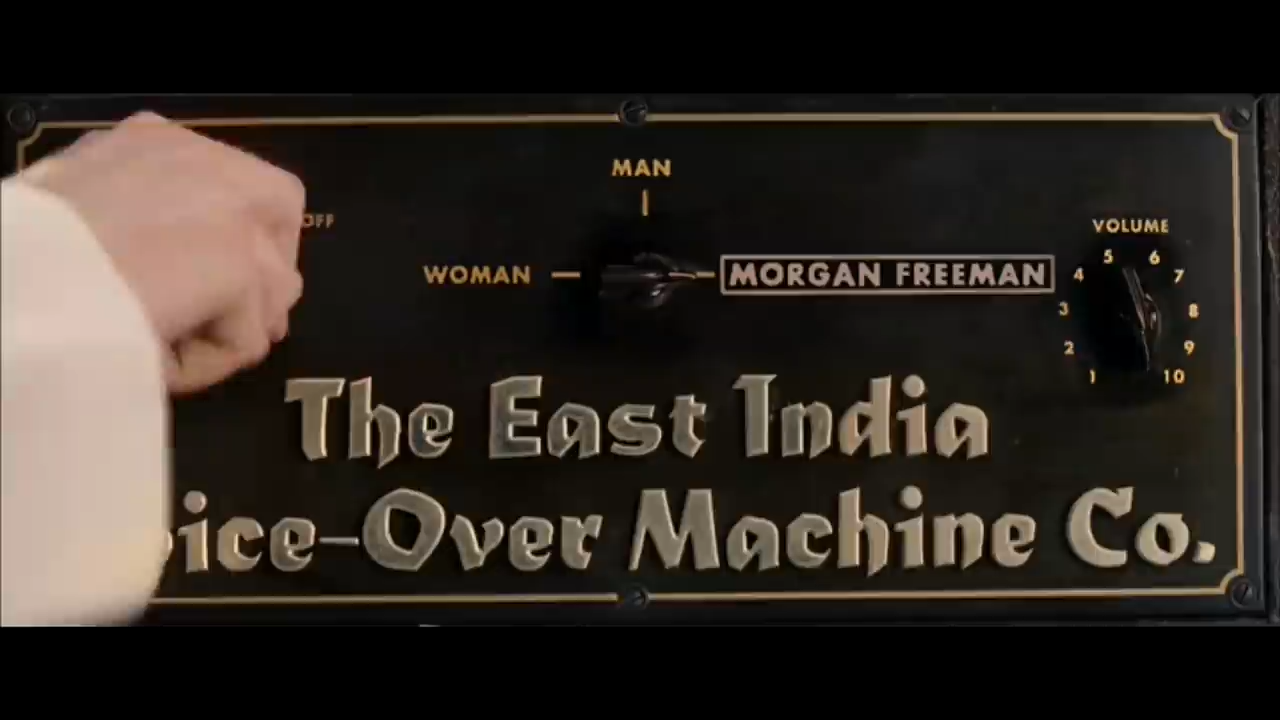 MAN
OFF
VOLUME
WOMAN
MORGAN FREEMAN
5 6
4 7
3 8
2 9
1 10
The East India
oice-Over Machine Co.